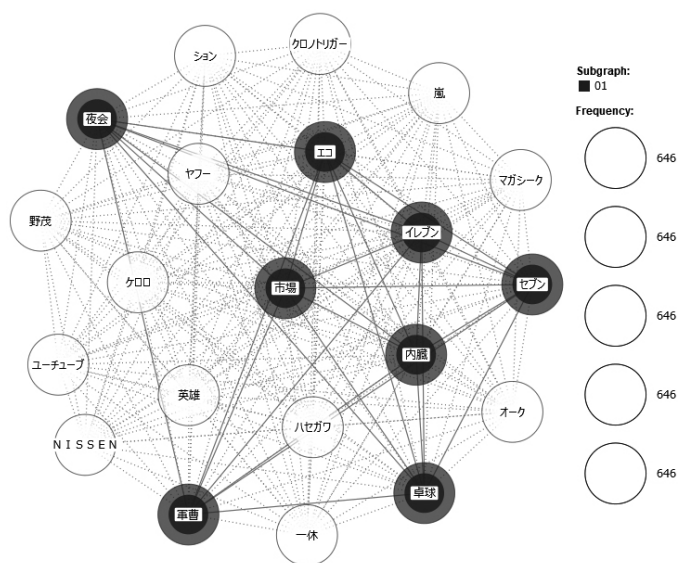 クロノトリガー
ション
Subgraph:
01
嵐
Frequency:
夜会
エコ
646
ヤフー
マガシーク
野茂
イレブン
646
ケロロ
市場
セブン
646
内臓
ユーチューブ
英雄
646
オーク
ハセガワ
NISSEN
646
卓球
軍曹
一休